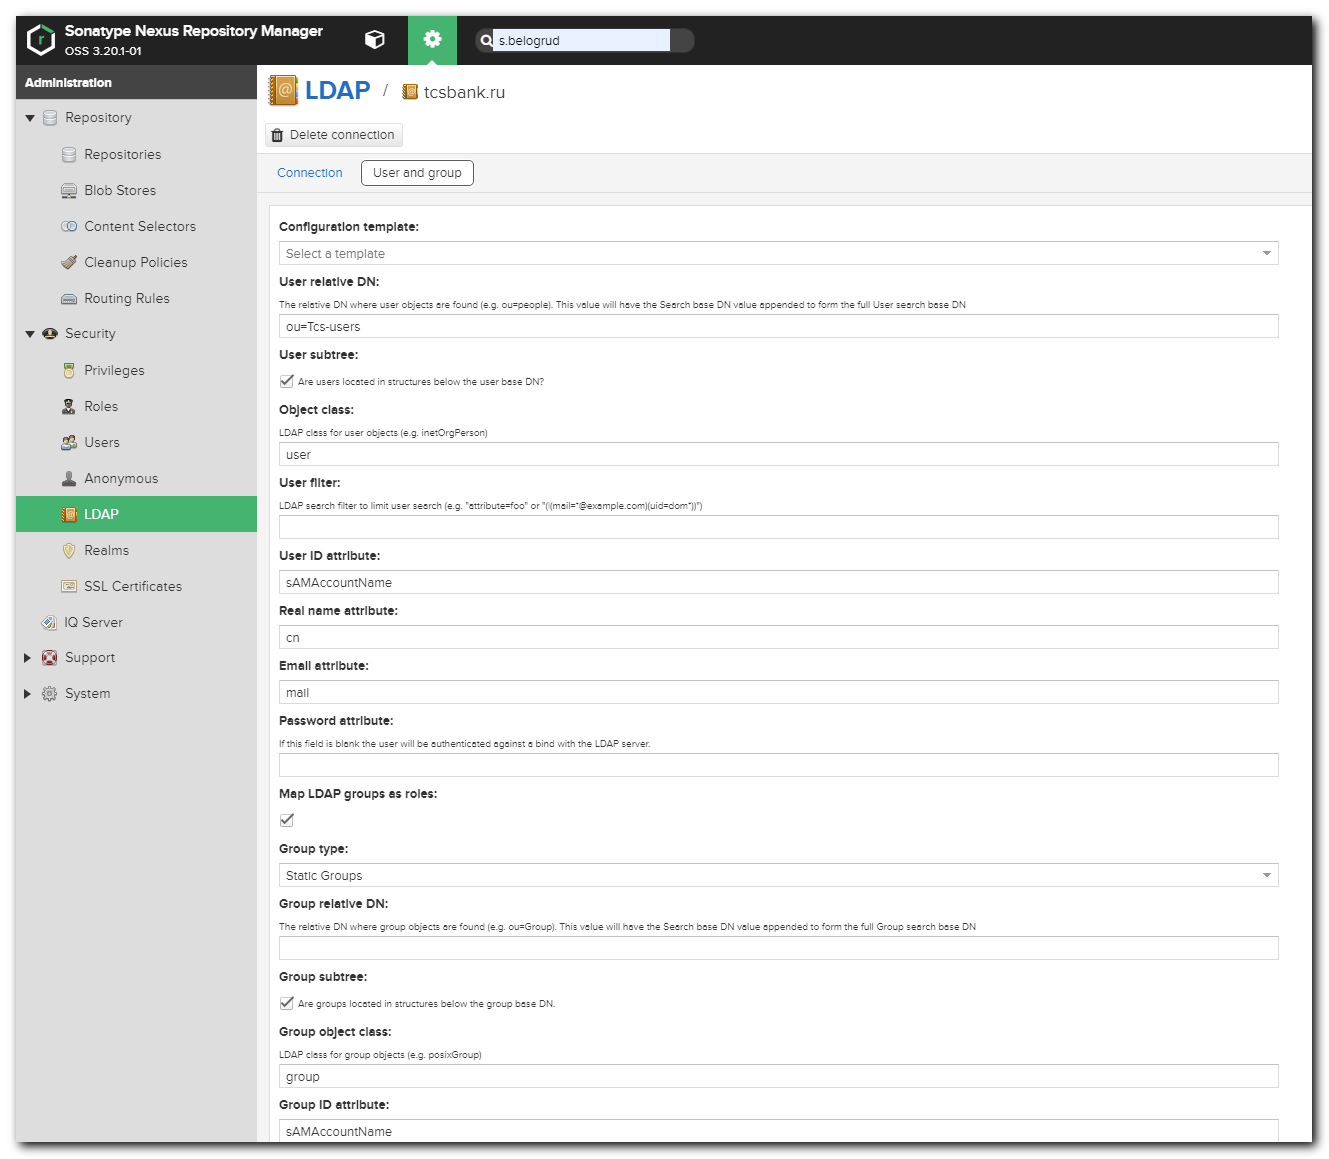 Sonatype Nexus Repository Manager
OSS 3.20.1-01
s.belogrud
Administration
Repository
Repositories
Blob Stores
Content Selectors
Cleanup Policies
Routing Rules
Security
Privileges
Roles
Users
Anonymous
LDAP
Realms
SSL Certificates
IQ Server
Support
System
LDAP / tcsbank.ru
Delete connection
Connection User and group
Configuration template:
Select a template
User relative DN:
The relative DN where user objects are found (e.g. ou=people). This value will have the Search base DN value appended to form the full User search base DN
ou=Tcs-users
User subtree:
Are users located in structures below the user base DN?
Object class:
LDAP class for user objects (e.g. inetOrgPerson)
user
User filter:
LDAP search filter to limit user search (e.g. "attribute=foo" or "(|(mail=*@example.com)(uid=dom*))")
User ID attribute:
sAMAccountName
Real name attribute:
cn
Email attribute:
mail
Password attribute:
If this field is blank the user will be authenticated against a bind with the LDAP server.
Map LDAP groups as roles:
Group type:
Static Groups
Group relative DN:
The relative DN where group objects are found (e.g. ou=Group). This value will have the Search base DN value appended to form the full Group search base DN
Group subtree:
Are groups located in structures below the group base DN.
Group object class:
LDAP class for group objects (e.g. posixGroup)
group
Group ID attribute:
sAMAccountName